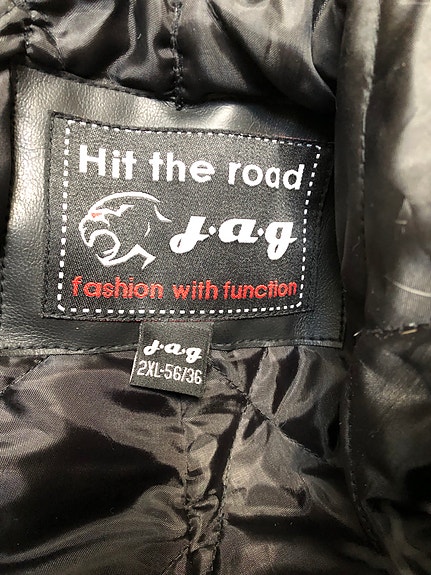 Hit the road
J.a.g
fashion with function
J.a.g
2XL-56/36